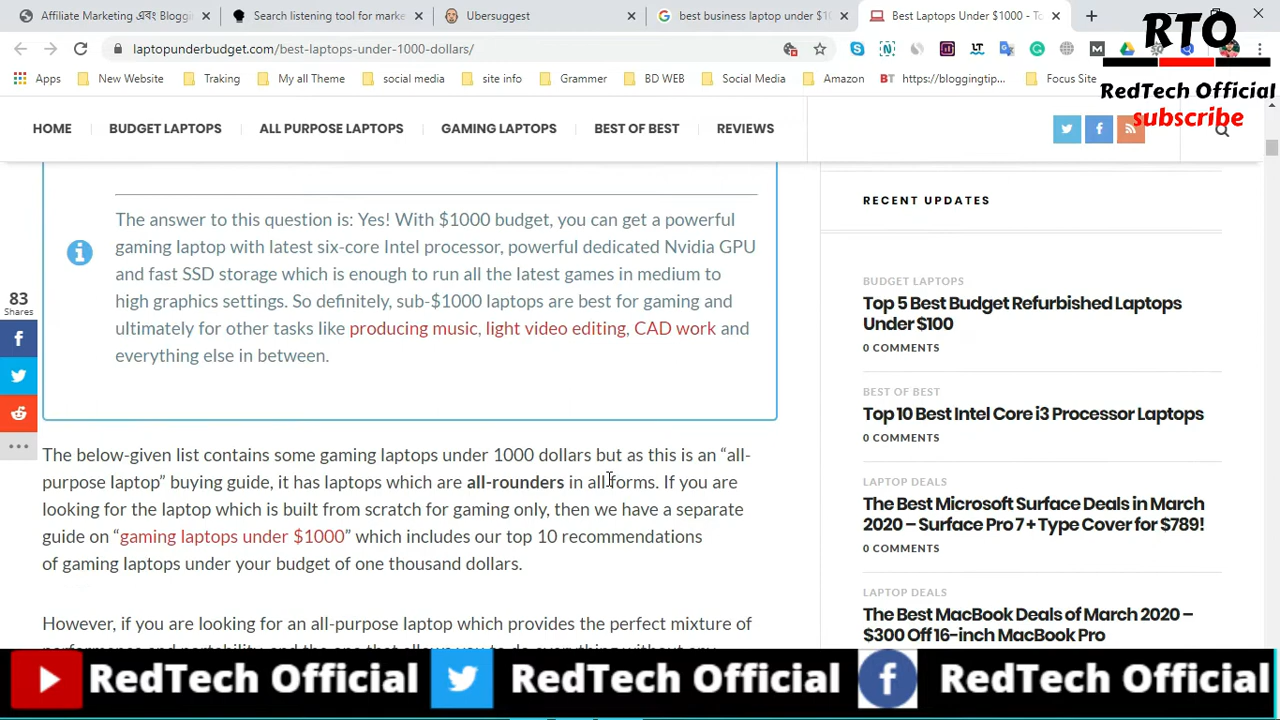 Affiliate Marketing এবং Bloggi
Search listening tool for marke
Ubersuggest
best business laptop under $1
Best Laptops Under $1000 - To
RTO
laptopunderbudget.com/best-laptops-under-1000-dollars/
Apps
New Website
Traking
My all Theme
social media
site info
Grammer
BD WEB
Social Media
Amazon
BT https://bloggingtip...
Focus Site
RedTech Official
subscribe
HOME
BUDGET LAPTOPS
ALL PURPOSE LAPTOPS
GAMING LAPTOPS
BEST OF BEST
REVIEWS
The answer to this question is: Yes! With $1000 budget, you can get a powerful
gaming laptop with latest six-core Intel processor, powerful dedicated Nvidia GPU
and fast SSD storage which is enough to run all the latest games in medium to
high graphics settings. So definitely, sub-$1000 laptops are best for gaming and
ultimately for other tasks like producing music, light video editing, CAD work and
everything else in between.
83
Shares
The below-given list contains some gaming laptops under 1000 dollars but as this is an “all-
purpose laptop” buying guide, it has laptops which are all-rounders in all forms. If you are
looking for the laptop which is built from scratch for gaming only, then we have a separate
guide on “gaming laptops under $1000” which includes our top 10 recommendations
of gaming laptops under your budget of one thousand dollars.
However, if you are looking for an all-purpose laptop which provides the perfect mixture of
RECENT UPDATES
BUDGET LAPTOPS
Top 5 Best Budget Refurbished Laptops
Under $100
0 COMMENTS
BEST OF BEST
Top 10 Best Intel Core i3 Processor Laptops
0 COMMENTS
LAPTOP DEALS
The Best Microsoft Surface Deals in March
2020 – Surface Pro 7 + Type Cover for $789!
0 COMMENTS
LAPTOP DEALS
The Best MacBook Deals of March 2020 –
$300 Off 16-inch MacBook Pro
RedTech Official
RedTech Official
RedTech Official